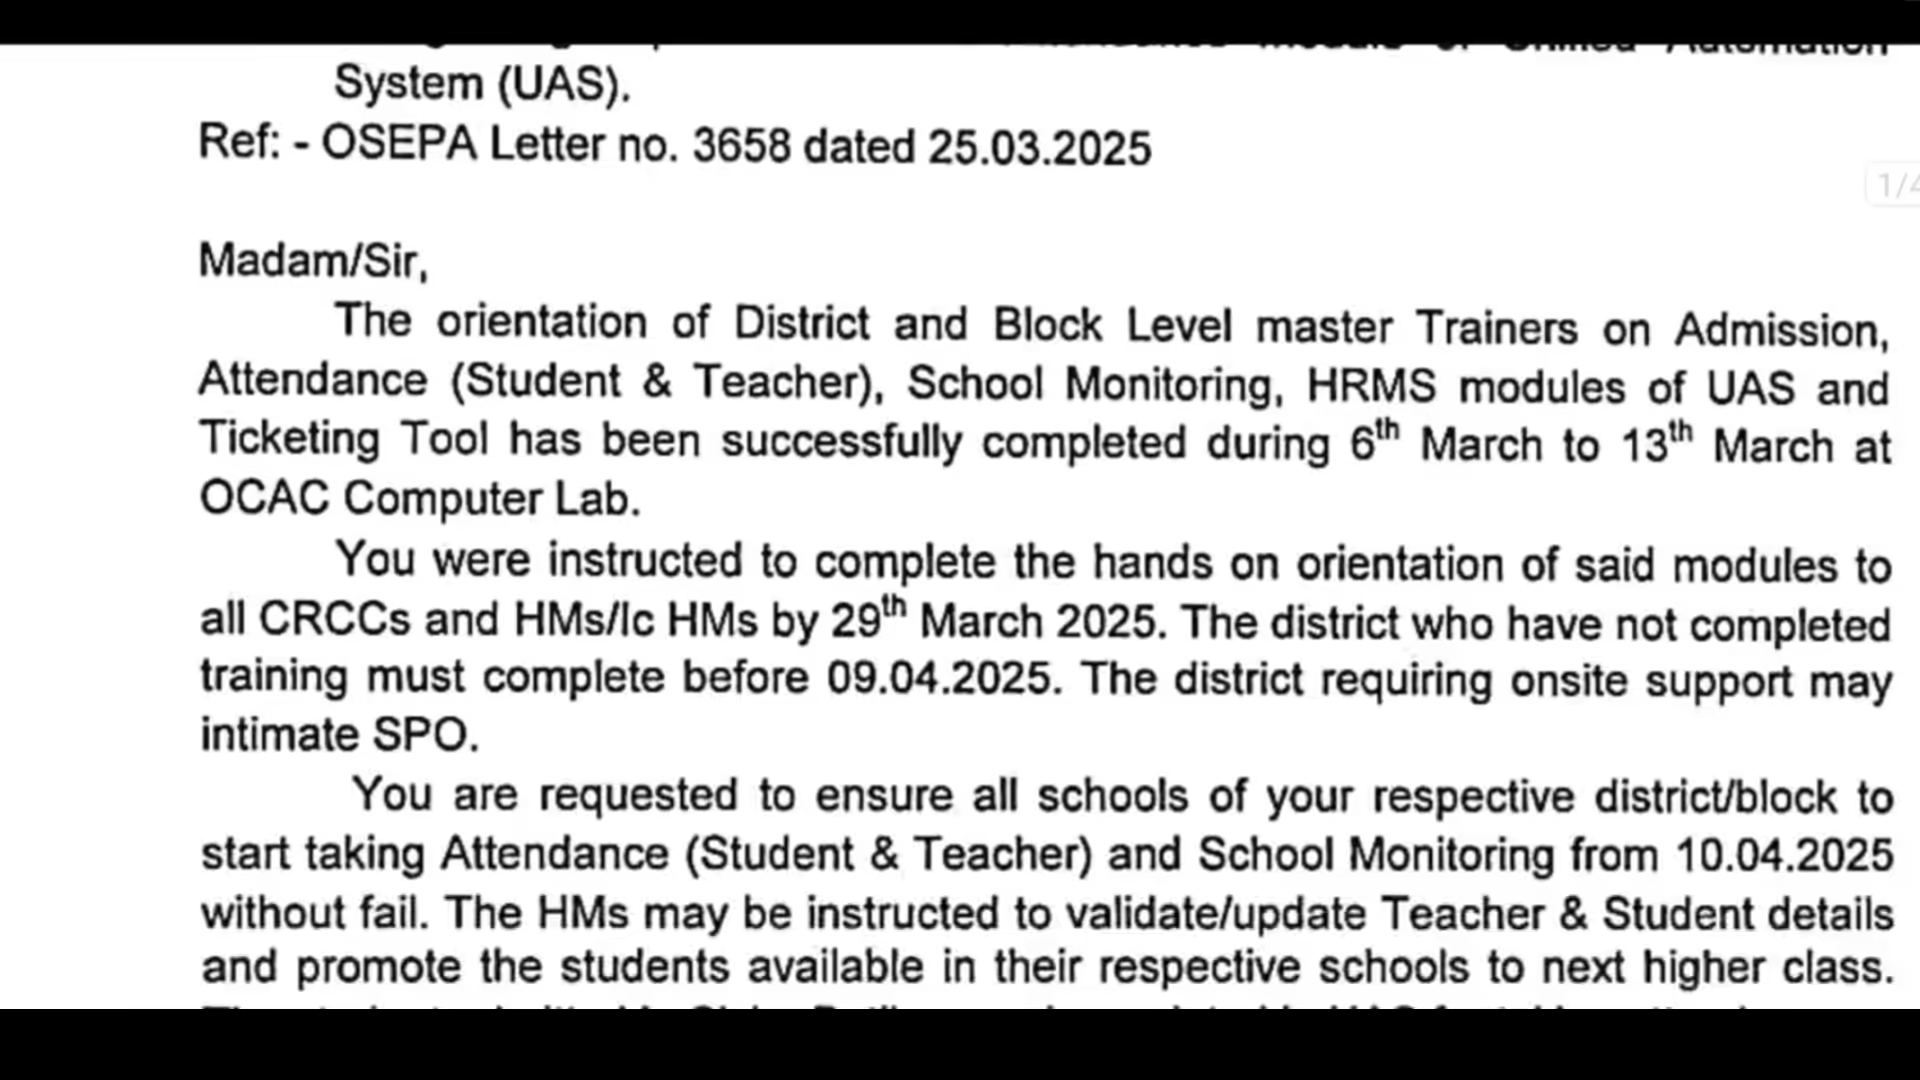 Attendance Module of Unified Automation
System (UAS).
Ref: - OSEPA Letter no. 3658 dated 25.03.2025
1/4
Madam/Sir,
The orientation of District and Block Level master Trainers on Admission,
Attendance (Student & Teacher), School Monitoring, HRMS modules of UAS and
Ticketing Tool has been successfully completed during 6th March to 13th March at
OCAC Computer Lab.
You were instructed to complete the hands on orientation of said modules to
all CRCCs and HMs/Ic HMs by 29th March 2025. The district who have not completed
training must complete before 09.04.2025. The district requiring onsite support may
intimate SPO.
You are requested to ensure all schools of your respective district/block to
start taking Attendance (Student & Teacher) and School Monitoring from 10.04.2025
without fail. The HMs may be instructed to validate/update Teacher & Student details
and promote the students available in their respective schools to next higher class.